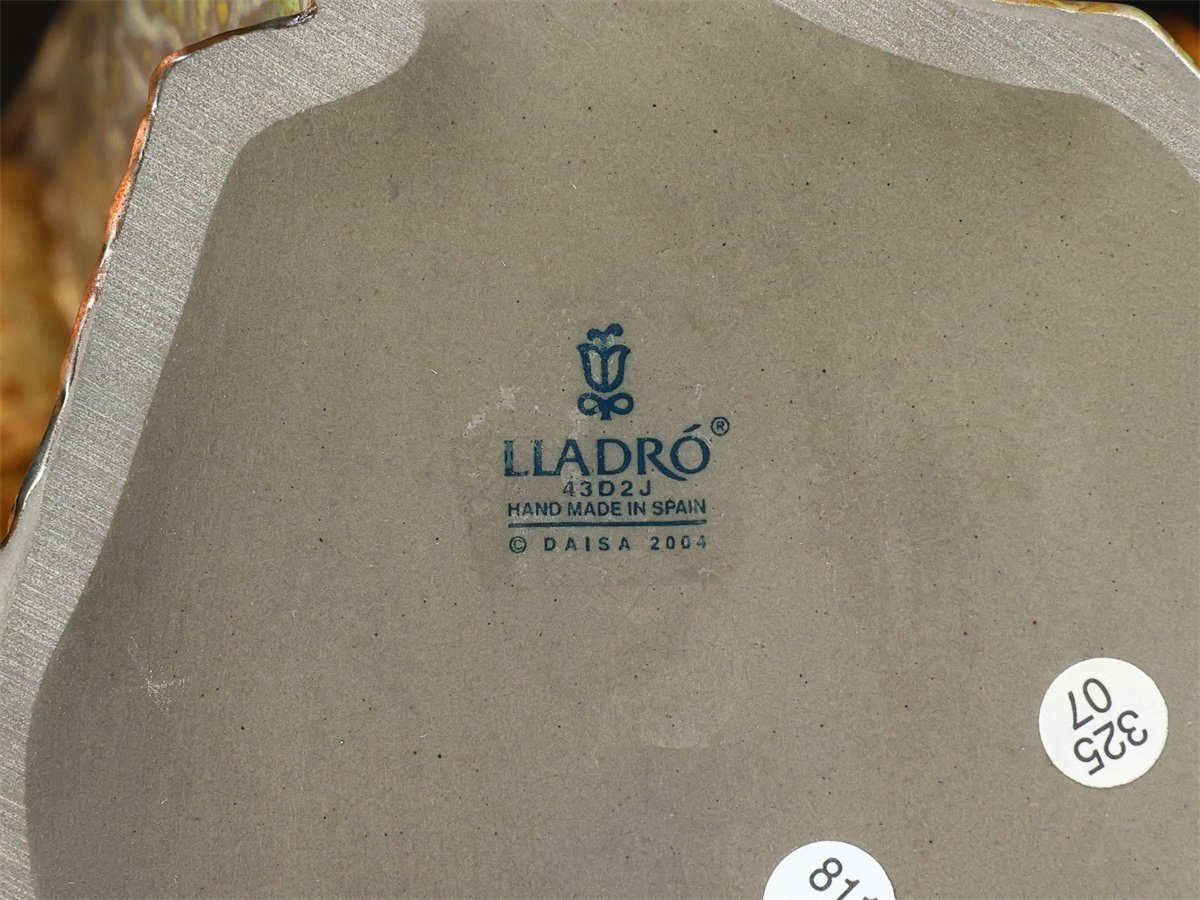 LLADRÓ®
43D2J
HAND MADE IN SPAIN
© DAISA 2004
325
07